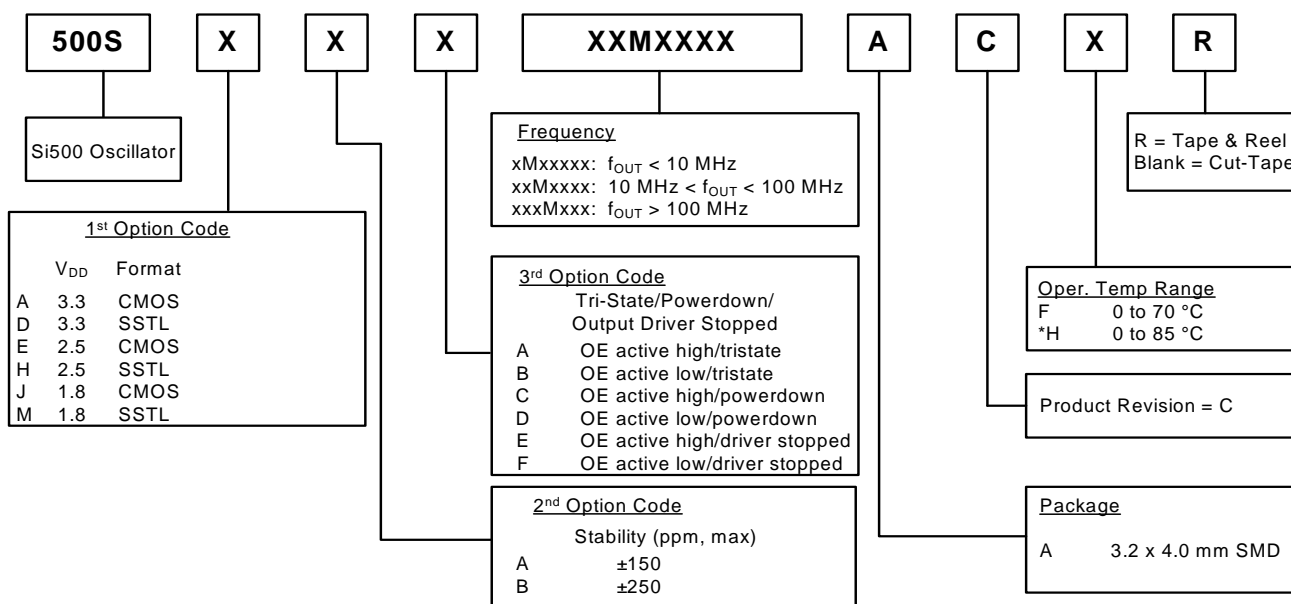 500S X X X XXMXXXX A C X R
Si500 Oscillator
1st Option Code
VDD Format
A 3.3 CMOS
D 3.3 SSTL
E 2.5 CMOS
H 2.5 SSTL
J 1.8 CMOS
M 1.8 SSTL
Frequency
xMxxxxx: fOUT < 10 MHz
xxMxxxx: 10 MHz < fOUT < 100 MHz
xxxMxxx: fOUT > 100 MHz
3rd Option Code
Tri-State/Powerdown/
Output Driver Stopped
A OE active high/tristate
B OE active low/tristate
C OE active high/powerdown
D OE active low/powerdown
E OE active high/driver stopped
F OE active low/driver stopped
2nd Option Code
Stability (ppm, max)
A ±150
B ±250
R = Tape & Reel
Blank = Cut-Tape
Oper. Temp Range
F 0 to 70 °C
*H 0 to 85 °C
Product Revision = C
Package
A 3.2 x 4.0 mm SMD